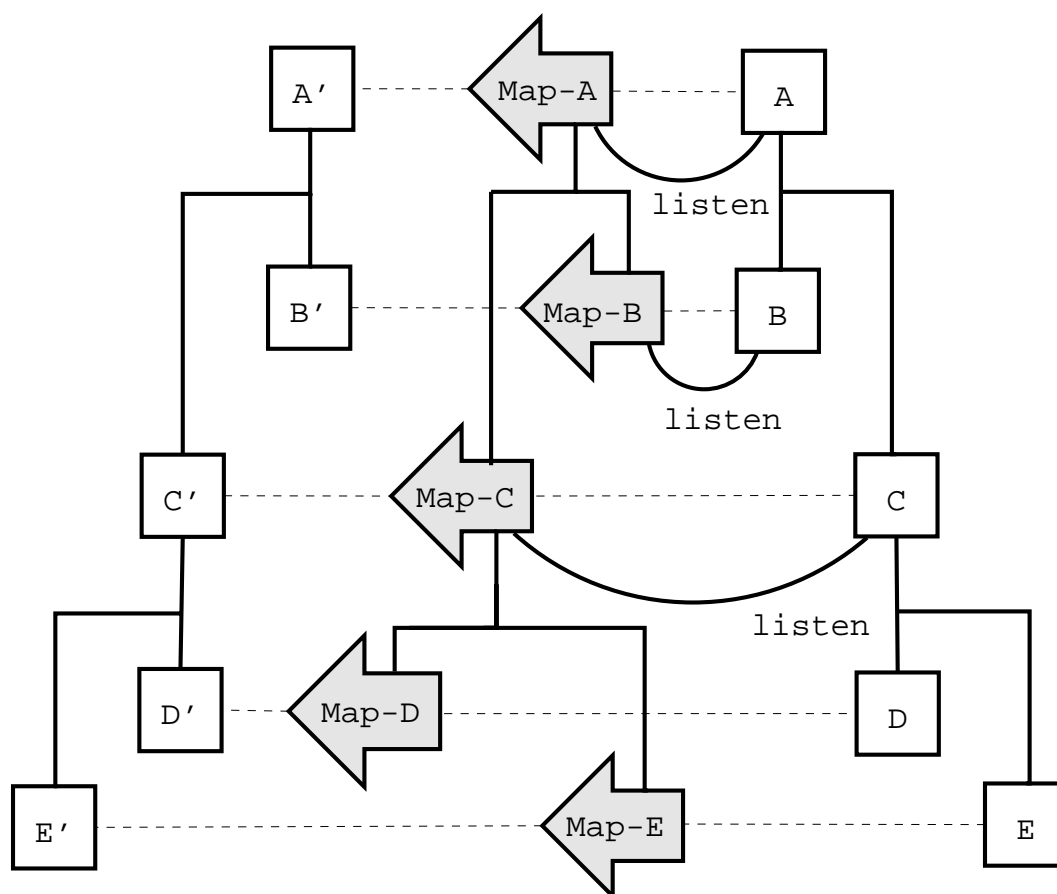 A′
Map-A
A
listen
B′
Map-B
B
listen
C′
Map-C
C
listen
D′
Map-D
D
E′
Map-E
E